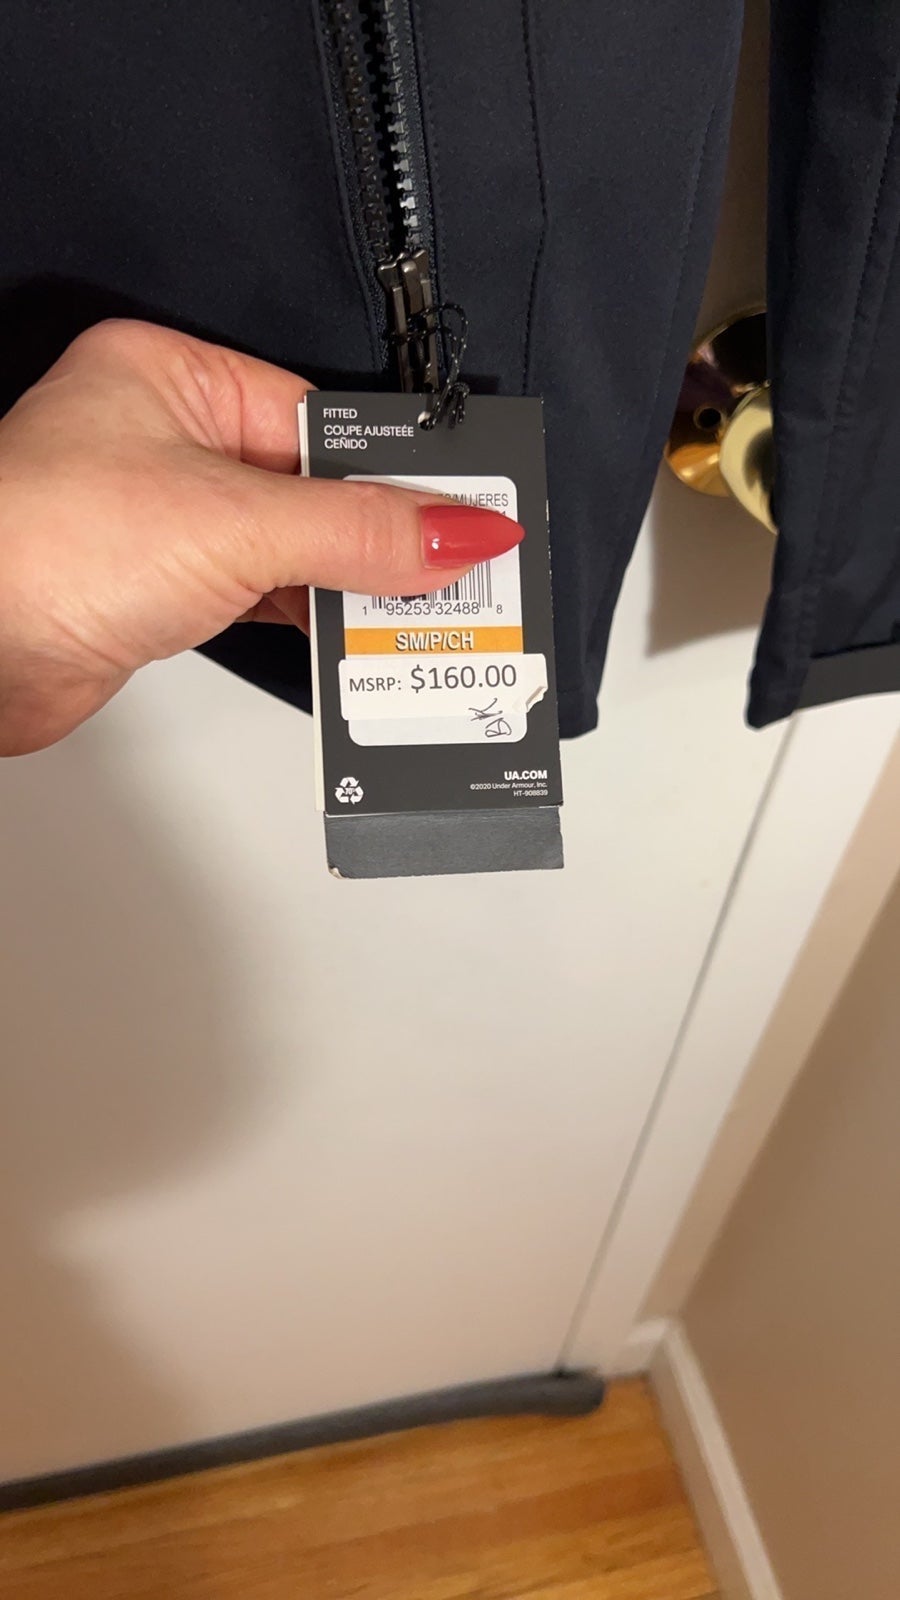 FITTED
COUPE AJUSTEÉE
CEÑIDO
/MUJERES
1 95253 32488 8
SM/P/CH
MSRP: $160.00
DK
UA.COM
©2020 Under Armour, Inc.
HT-908839